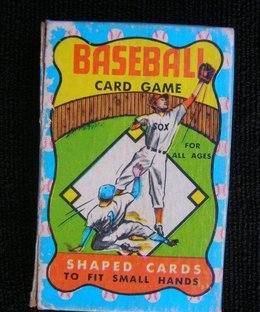 BASEBALL
CARD GAME
SOX
FOR
ALL AGES
SHAPED CARDS
TO FIT SMALL HANDS